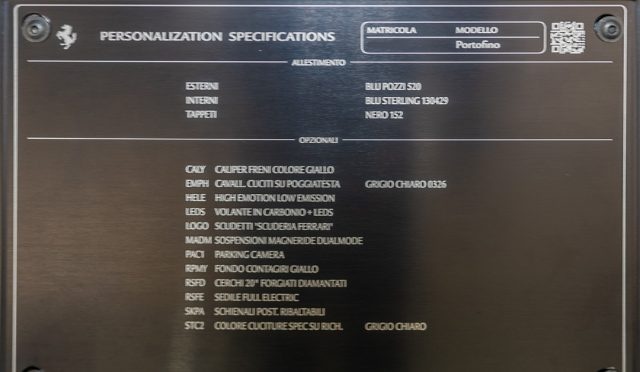 PERSONALIZATION SPECIFICATIONS
MATRICOLA MODELLO
Portofino
ALLESTIMENTO
ESTERNI BLU POZZI 520
INTERNI BLU STERLING 130429
TAPPETI NERO 152
OPZIONALI
CALY CALIPER FRENI COLORE GIALLO
EMPH CAVALL. CUCITI SU POGGIATESTA GRIGIO CHIARO 0326
HELE HIGH EMOTION LOW EMISSION
LEDS VOLANTE IN CARBONIO + LEDS
LOGO SCUDETTI "SCUDERIA FERRARI"
MADM SOSPENSIONI MAGNERIDE DUALMODE
PAC1 PARKING CAMERA
RPMY FONDO CONTAGIRI GIALLO
RSFD CERCHI 20" FORGIATI DIAMANTATI
RSFE SEDILE FULL ELECTRIC
SKPA SCHIENALI POST. RIBALTABILI
STC2 COLORE CUCITURE SPEC SU RICH. GRIGIO CHIARO